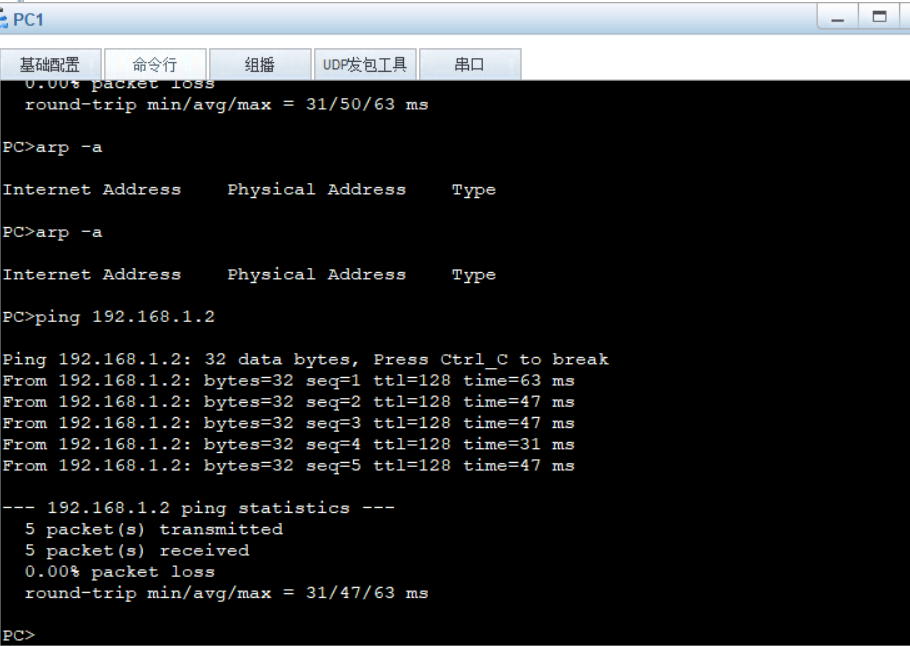 PC1
基础配置 命令行 组播 UDP发包工具 串口
0.00% packet loss
round-trip min/avg/max = 31/50/63 ms
PC>arp -a
Internet Address    Physical Address    Type
PC>arp -a
Internet Address    Physical Address    Type
PC>ping 192.168.1.2
Ping 192.168.1.2: 32 data bytes, Press Ctrl_C to break
From 192.168.1.2: bytes=32 seq=1 ttl=128 time=63 ms
From 192.168.1.2: bytes=32 seq=2 ttl=128 time=47 ms
From 192.168.1.2: bytes=32 seq=3 ttl=128 time=47 ms
From 192.168.1.2: bytes=32 seq=4 ttl=128 time=31 ms
From 192.168.1.2: bytes=32 seq=5 ttl=128 time=47 ms
--- 192.168.1.2 ping statistics ---
5 packet(s) transmitted
5 packet(s) received
0.00% packet loss
round-trip min/avg/max = 31/47/63 ms
PC>